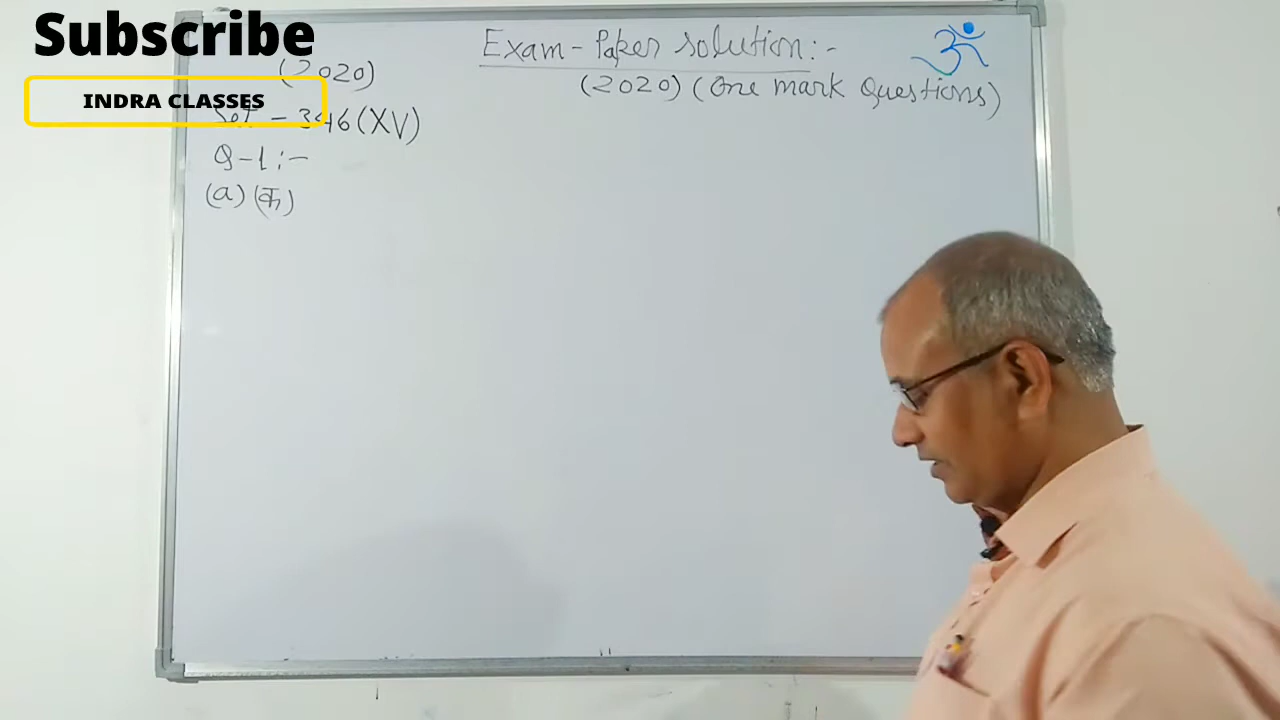 Subscribe
INDRA CLASSES
Exam - Paper solution:-
(2020) (One mark Questions)
ॐ
(2020)
Set - 346 (XV)
Q-1:-
(a) (क)